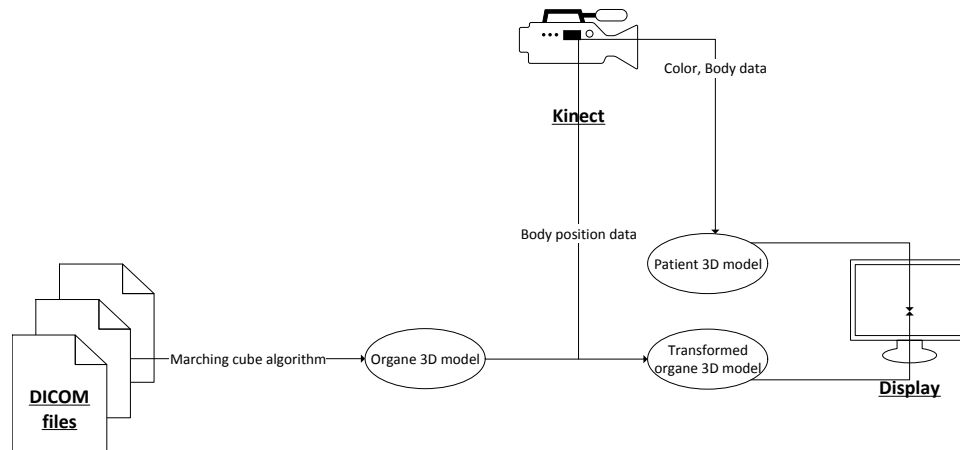 Color, Body data
Kinect
Body position data
Patient 3D model
Marching cube algorithm
Organe 3D model
Transformed
organe 3D model
DICOM
files
Display